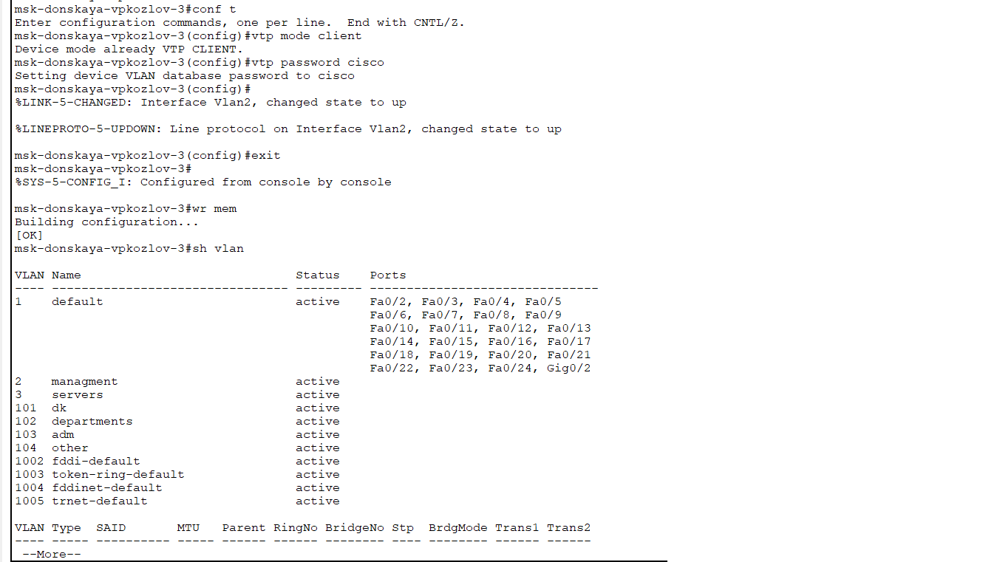 msk-donskaya-vpkozlov-3#conf t
Enter configuration commands, one per line.  End with CNTL/Z.
msk-donskaya-vpkozlov-3(config)#vtp mode client
Device mode already VTP CLIENT.
msk-donskaya-vpkozlov-3(config)#vtp password cisco
Setting device VLAN database password to cisco
msk-donskaya-vpkozlov-3(config)#
%LINK-5-CHANGED: Interface Vlan2, changed state to up
%LINEPROTO-5-UPDOWN: Line protocol on Interface Vlan2, changed state to up
msk-donskaya-vpkozlov-3(config)#exit
msk-donskaya-vpkozlov-3#
%SYS-5-CONFIG_I: Configured from console by console
msk-donskaya-vpkozlov-3#wr mem
Building configuration...
[OK]
msk-donskaya-vpkozlov-3#sh vlan
VLAN Name                             Status    Ports
---- -------------------------------- --------- -------------------------------
1    default                          active    Fa0/2, Fa0/3, Fa0/4, Fa0/5
                                                Fa0/6, Fa0/7, Fa0/8, Fa0/9
                                                Fa0/10, Fa0/11, Fa0/12, Fa0/13
                                                Fa0/14, Fa0/15, Fa0/16, Fa0/17
                                                Fa0/18, Fa0/19, Fa0/20, Fa0/21
                                                Fa0/22, Fa0/23, Fa0/24, Gig0/2
2    managment                        active
3    servers                          active
101  dk                               active
102  departments                      active
103  adm                              active
104  other                            active
1002 fddi-default                     active
1003 token-ring-default               active
1004 fddinet-default                  active
1005 trnet-default                    active
VLAN Type  SAID       MTU   Parent RingNo BridgeNo Stp  BrdgMode Trans1 Trans2
---- ----- ---------- ----- ------ ------ -------- ---- -------- ------ ------
 --More--